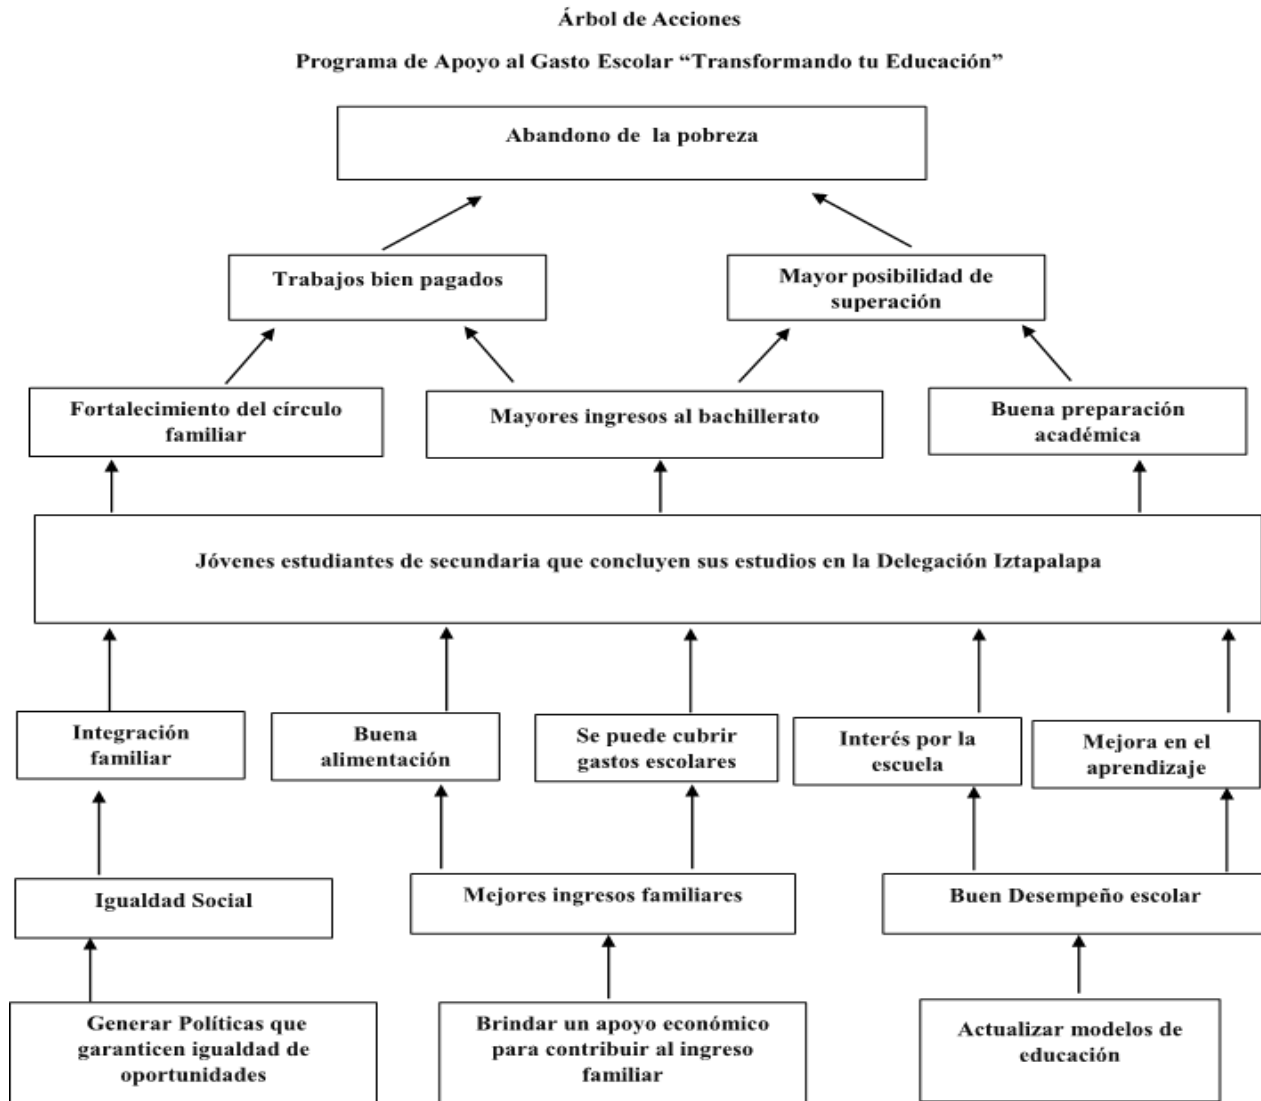 Árbol de Acciones
Programa de Apoyo al Gasto Escolar “Transformando tu Educación”
Abandono de la pobreza
Trabajos bien pagados
Mayor posibilidad de
superación
Fortalecimiento del círculo
familiar
Mayores ingresos al bachillerato
Buena preparación
académica
Jóvenes estudiantes de secundaria que concluyen sus estudios en la Delegación Iztapalapa
Integración
familiar
Buena
alimentación
Se puede cubrir
gastos escolares
Interés por la
escuela
Mejora en el
aprendizaje
Igualdad Social
Mejores ingresos familiares
Buen Desempeño escolar
Generar Políticas que
garanticen igualdad de
oportunidades
Brindar un apoyo económico
para contribuir al ingreso
familiar
Actualizar modelos de
educación